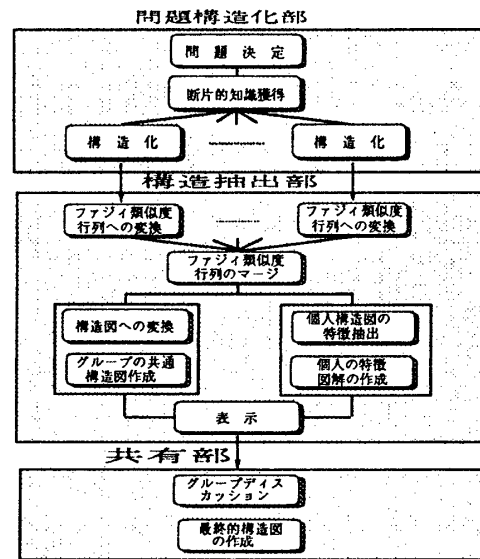 問題構造化部
問題決定
断片的知識獲得
構造化
構造化
構造抽出部
ファジィ類似度
行列への変換
ファジィ類似度
行列への変換
ファジィ類似度
行列のマージ
構造図への変換
グループの共通
構造図作成
個人構造図の
特徴抽出
個人の特徴
図解の作成
表示
共有部
グループディス
カッション
最終的構造図
の作成